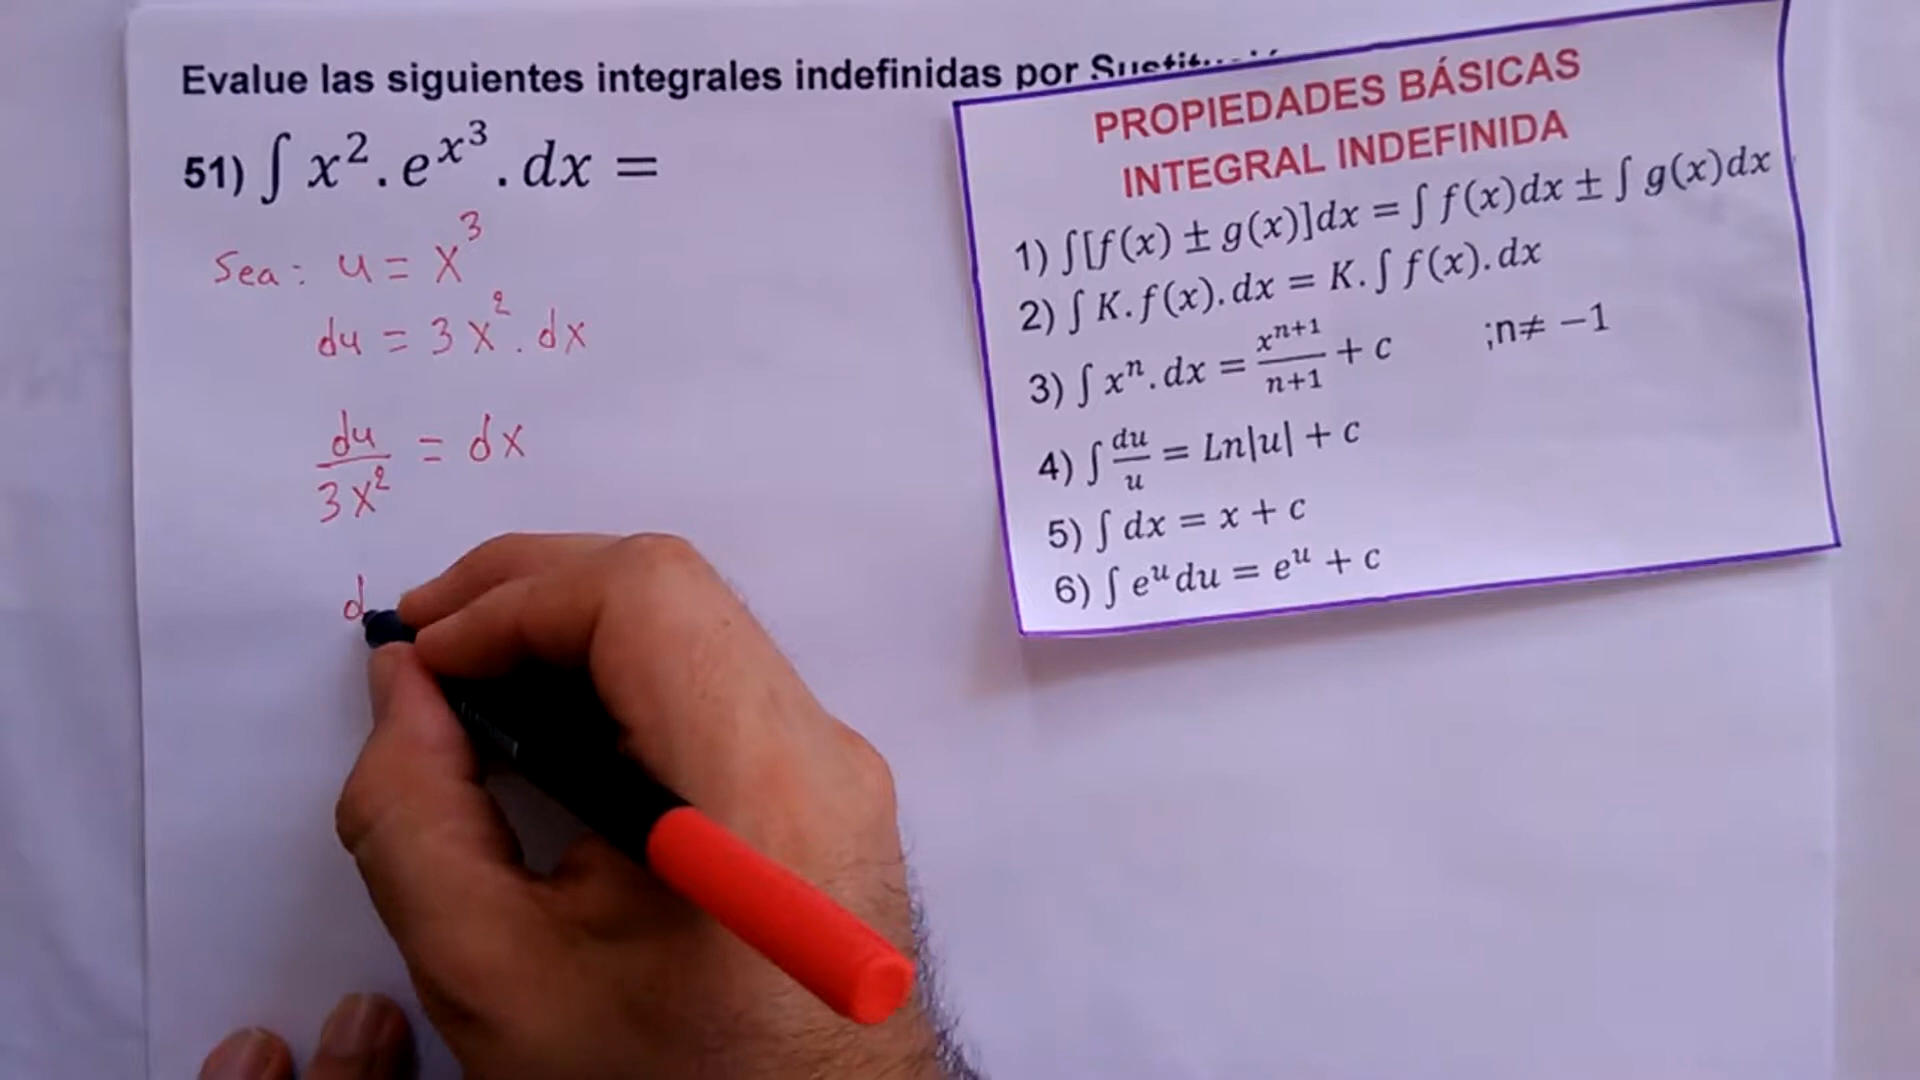 Evalue las siguientes integrales indefinidas por
51) ∫ x². e^{x³} . dx =
Sea: u = x³
du = 3x² . dx
du/3x² = dx
d
PROPIEDADES BÁSICAS
INTEGRAL INDEFINIDA
1) ∫[f(x) ± g(x)]dx = ∫ f(x)dx ± ∫ g(x)dx
2) ∫ K. f(x). dx = K. ∫ f(x). dx
3) ∫ xⁿ. dx = xⁿ⁺¹/n+1 + c ;n≠ −1
4) ∫ du/u = Ln|u| + c
5) ∫ dx = x + c
6) ∫ eᵘ du = eᵘ + c